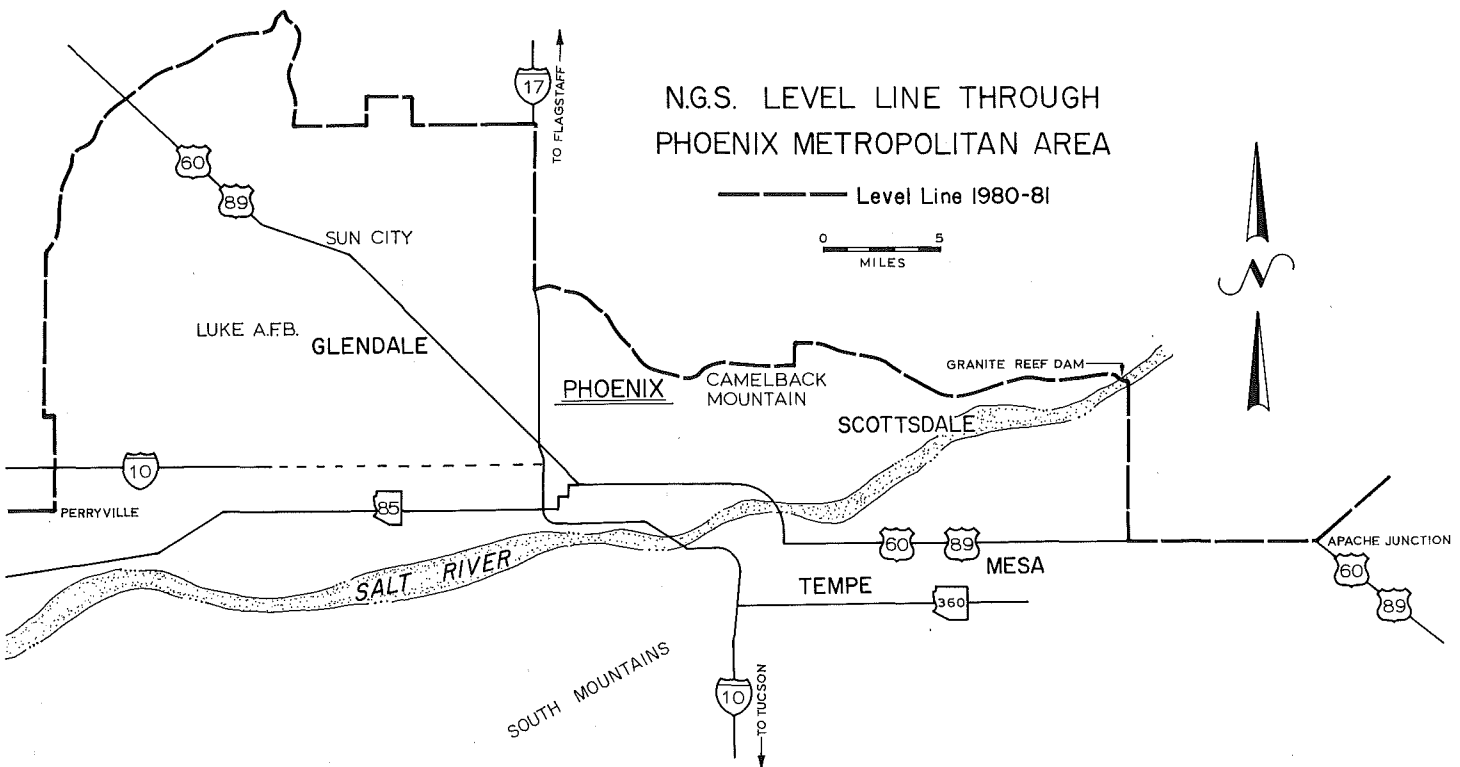 17
TO FLAGSTAFF
N.G.S. LEVEL LINE THROUGH
PHOENIX METROPOLITAN AREA
Level Line 1980-81
0 5
MILES
N
60
89
SUN CITY
LUKE A.F.B.
GLENDALE
PHOENIX
CAMELBACK
MOUNTAIN
GRANITE REEF DAM
SCOTTSDALE
10
PERRYVILLE
85
SALT RIVER
60
89
MESA
APACHE JUNCTION
60
89
TEMPE
360
SOUTH MOUNTAINS
10
TO TUCSON